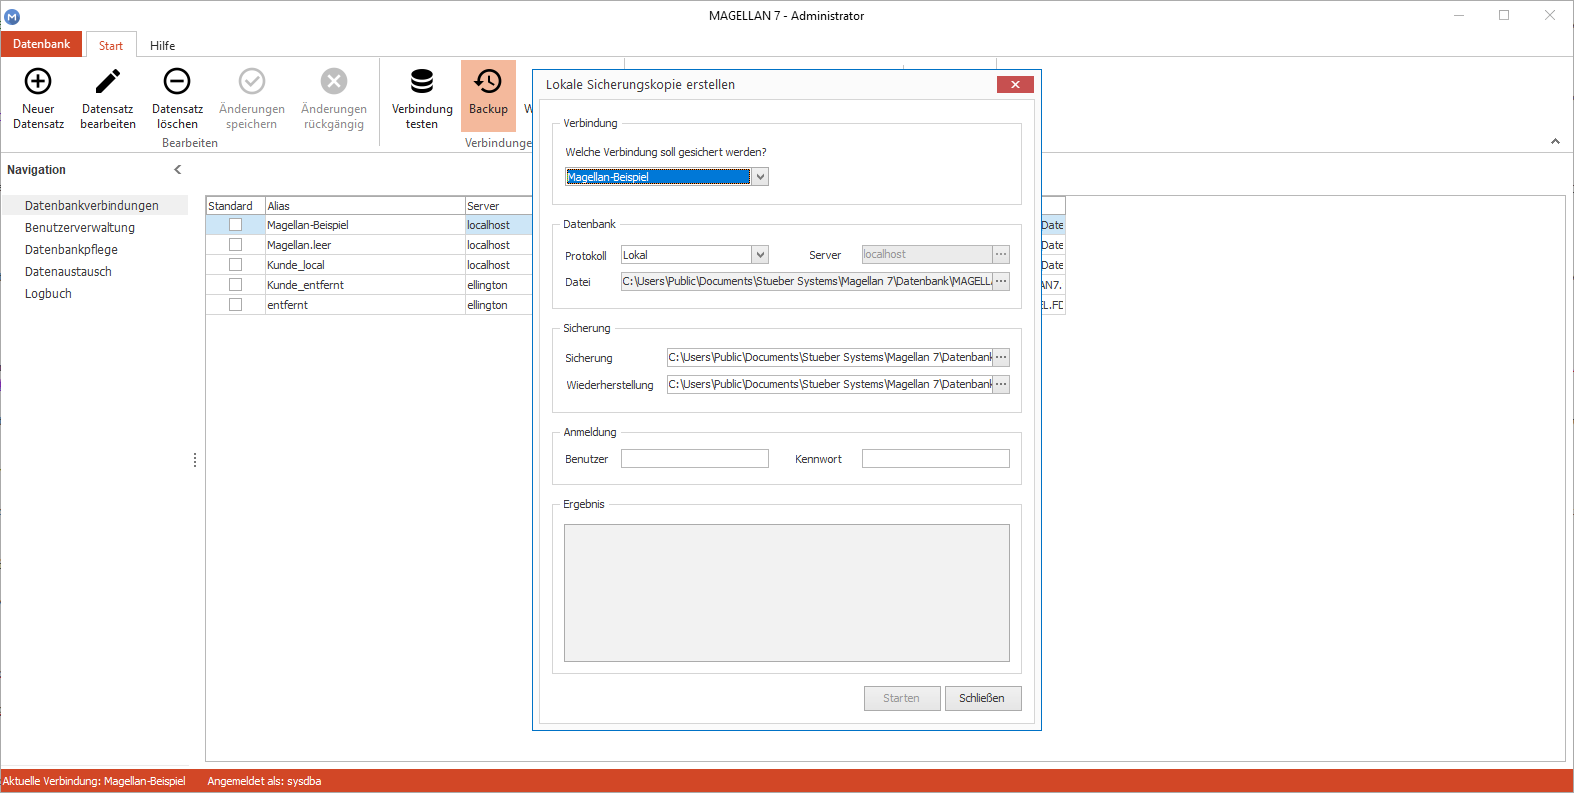 MAGELLAN 7 - Administrator
Datenbank Start Hilfe
Neuer Datensatz
Datensatz bearbeiten
Datensatz löschen
Änderungen speichern
Änderungen rückgängig
Verbindung testen
Backup
W
Bearbeiten
Verbindunge
Navigation
Datenbankverbindungen
Benutzerverwaltung
Datenbankpflege
Datenaustausch
Logbuch
Standard Alias Server
Magellan-Beispiel localhost Date
Magellan.leer localhost Date
Kunde_local localhost Date
Kunde_entfernt ellington AN7.
entfernt ellington EL.FD
Lokale Sicherungskopie erstellen
Verbindung
Welche Verbindung soll gesichert werden?
Magellan-Beispiel
Datenbank
Protokoll Lokal Server localhost ...
Datei C:\Users\Public\Documents\Stueber Systems\Magellan 7\Datenbank\MAGELL ...
Sicherung
Sicherung C:\Users\Public\Documents\Stueber Systems\Magellan 7\Datenbank ...
Wiederherstellung C:\Users\Public\Documents\Stueber Systems\Magellan 7\Datenbank ...
Anmeldung
Benutzer Kennwort
Ergebnis
Starten Schließen
Aktuelle Verbindung: Magellan-Beispiel Angemeldet als: sysdba